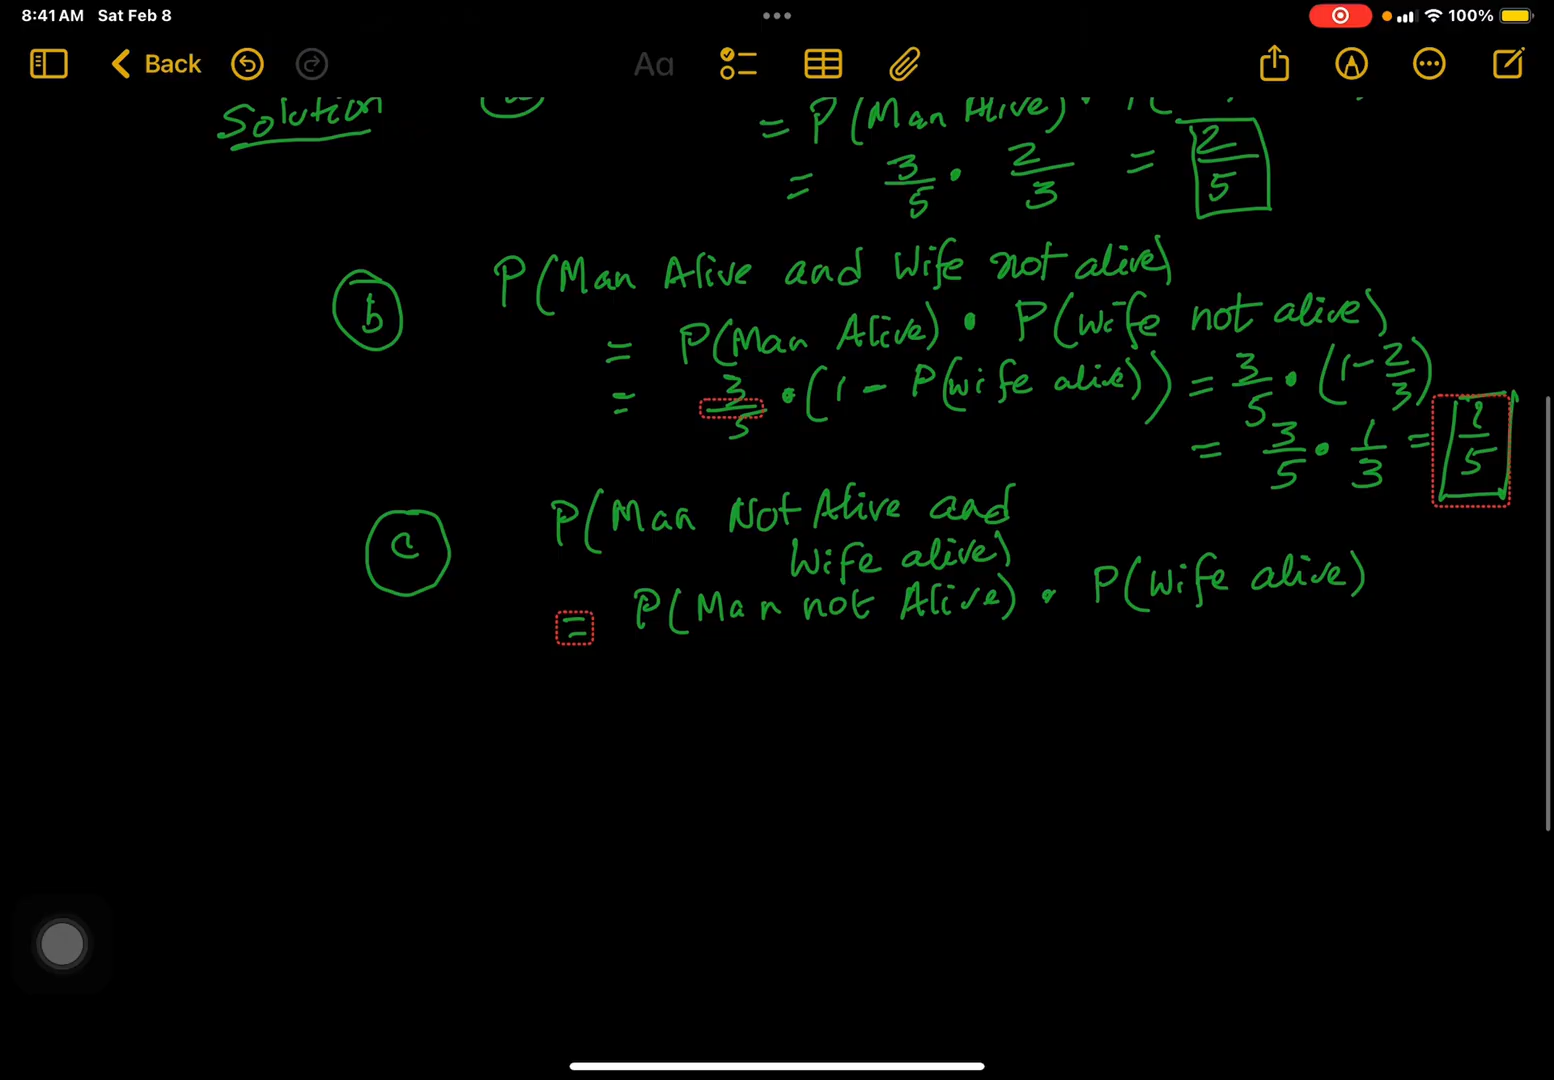 8:41 AM Sat Feb 8
100%
Back
Aa
Solution
= P(Man Alive) ·
= 3/5 · 2/3 = 2/5
b
P(Man Alive and Wife not alive)
= P(Man Alive) · P(Wife not alive)
= 3/5 · (1 - P(wife alive)) = 3/5 · (1 - 2/3)
= 3/5 · 1/3 = 1/5
c
P(Man Not Alive and
Wife alive)
= P(Man not Alive) · P(Wife alive)